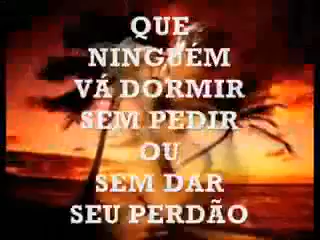 QUE
NINGUÉM
VÁ DORMIR
SEM PEDIR
OU
SEM DAR
SEU PERDÃO